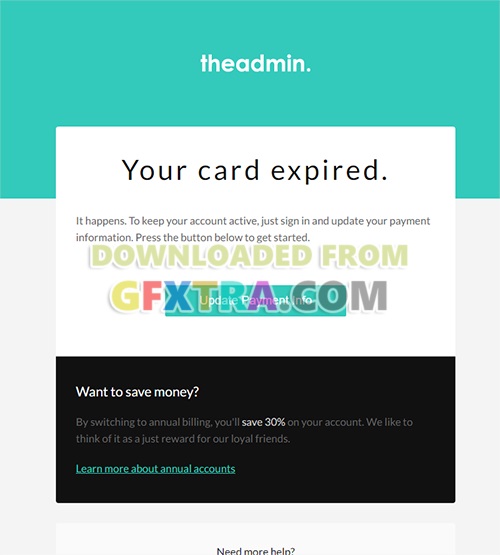 theadmin.
Your card expired.
It happens. To keep your account active, just sign in and update your payment
information. Press the button below to get started.
DOWNLOADED FROM
GFXTRA.COM
Update Payment Info
Want to save money?
By switching to annual billing, you'll save 30% on your account. We like to
think of it as a just reward for our loyal friends.
Learn more about annual accounts
Need more help?